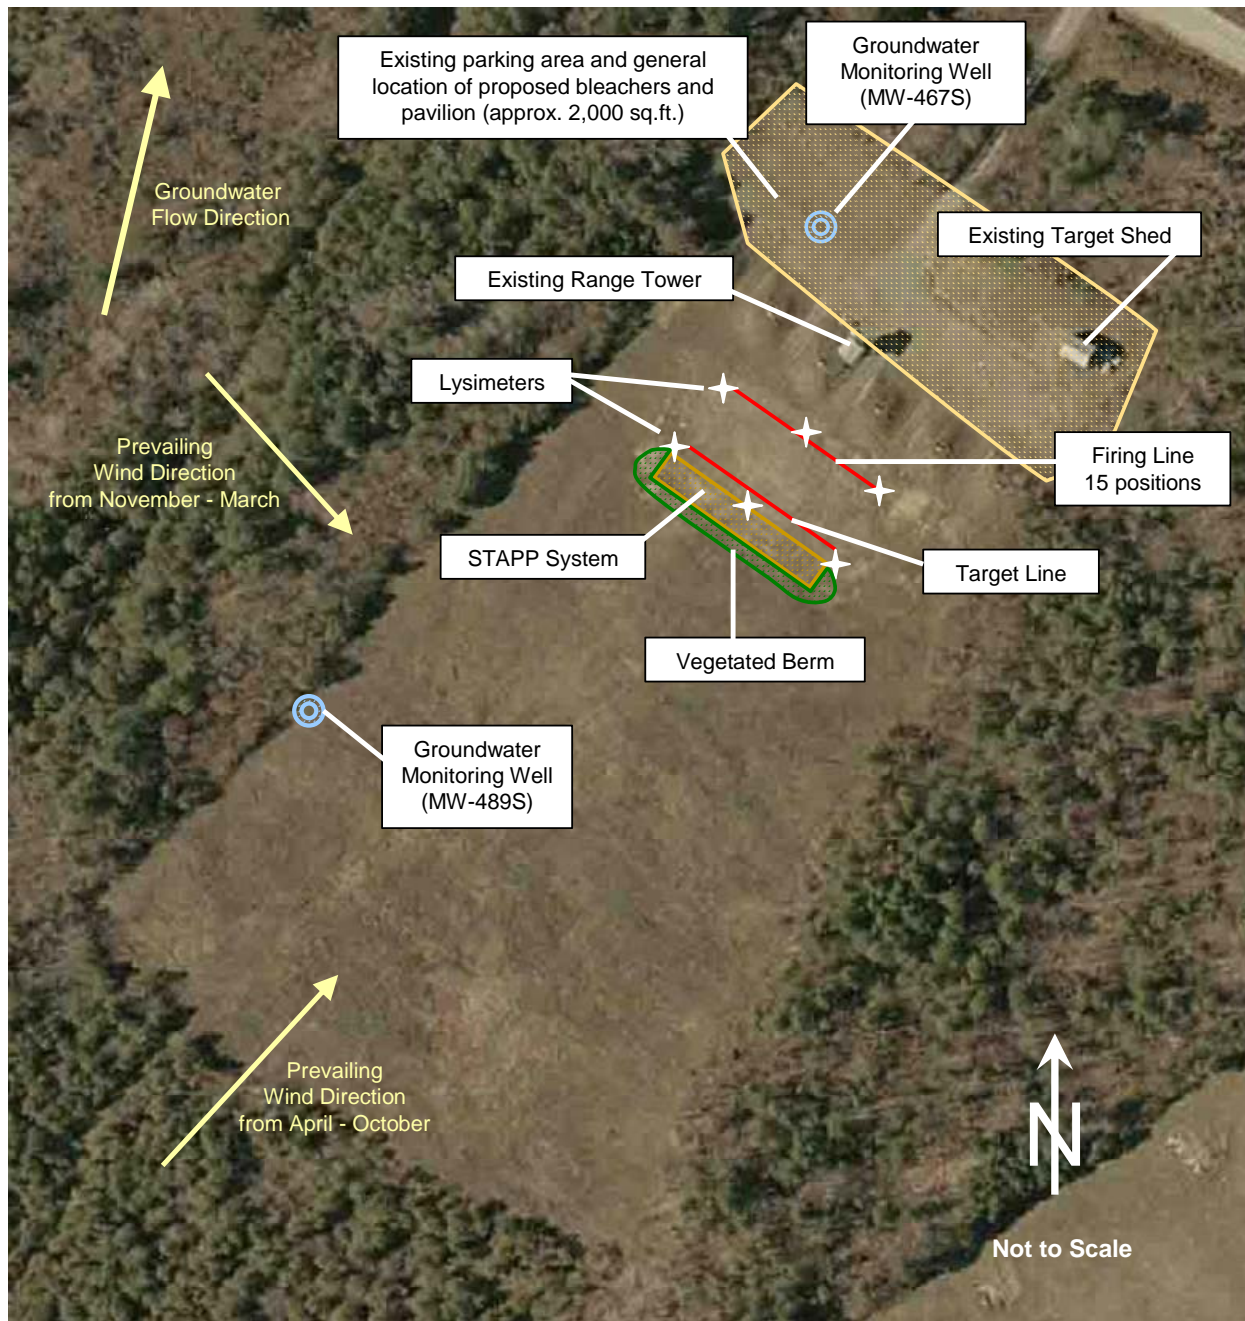 Existing parking area and general
location of proposed bleachers and
pavilion (approx. 2,000 sq.ft.)
Groundwater
Monitoring Well
(MW-467S)
Groundwater
Flow Direction
Existing Target Shed
Existing Range Tower
Lysimeters
Prevailing
Wind Direction
from November - March
Firing Line
15 positions
STAPP System
Target Line
Vegetated Berm
Groundwater
Monitoring Well
(MW-489S)
Prevailing
Wind Direction
from April - October
N
Not to Scale